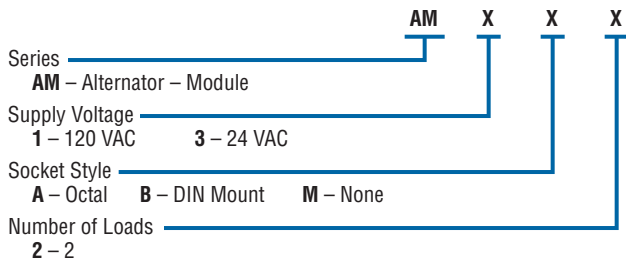 AM X X X
Series
AM – Alternator – Module
Supply Voltage
1 – 120 VAC 3 – 24 VAC
Socket Style
A – Octal B – DIN Mount M – None
Number of Loads
2 – 2